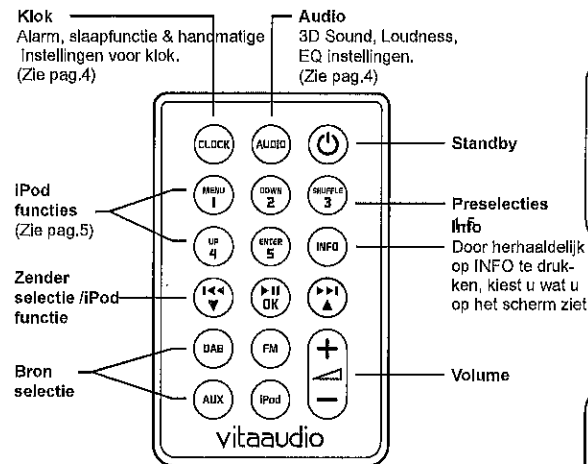 Klok
Alarm, slaapfunctie & handmatige
instellingen voor klok.
(Zie pag.4)
Audio
3D Sound, Loudness,
EQ instellingen.
(Zie pag.4)
CLOCK
AUDIO
Standby
iPod
functies
(Zie pag.5)
MENU
1
DOWN
2
SHUFFLE
3
Preselecties
1-5
UP
4
ENTER
5
INFO
Info
Door herhaaldelijk
op INFO te druk-
ken, kiest u wat u
op het scherm ziet
Zender
selectie /iPod
functie
OK
Bron
selectie
DAB
FM
AUX
iPod
Volume
vitaaudio